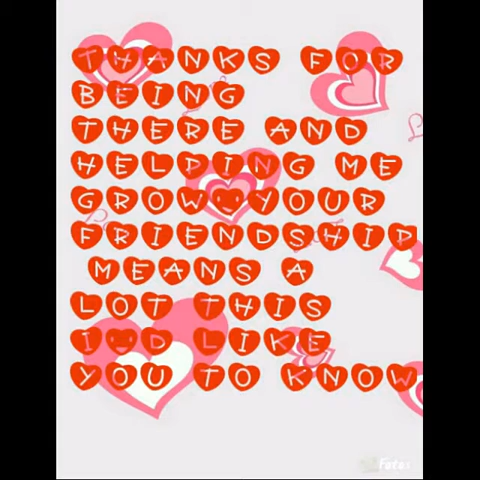 THANKS FOR
BEING
THERE AND
HELPING ME
GROW YOUR
FRIENDSHIP
MEANS A
LOT THIS
I D LIKE
YOU TO KNOW